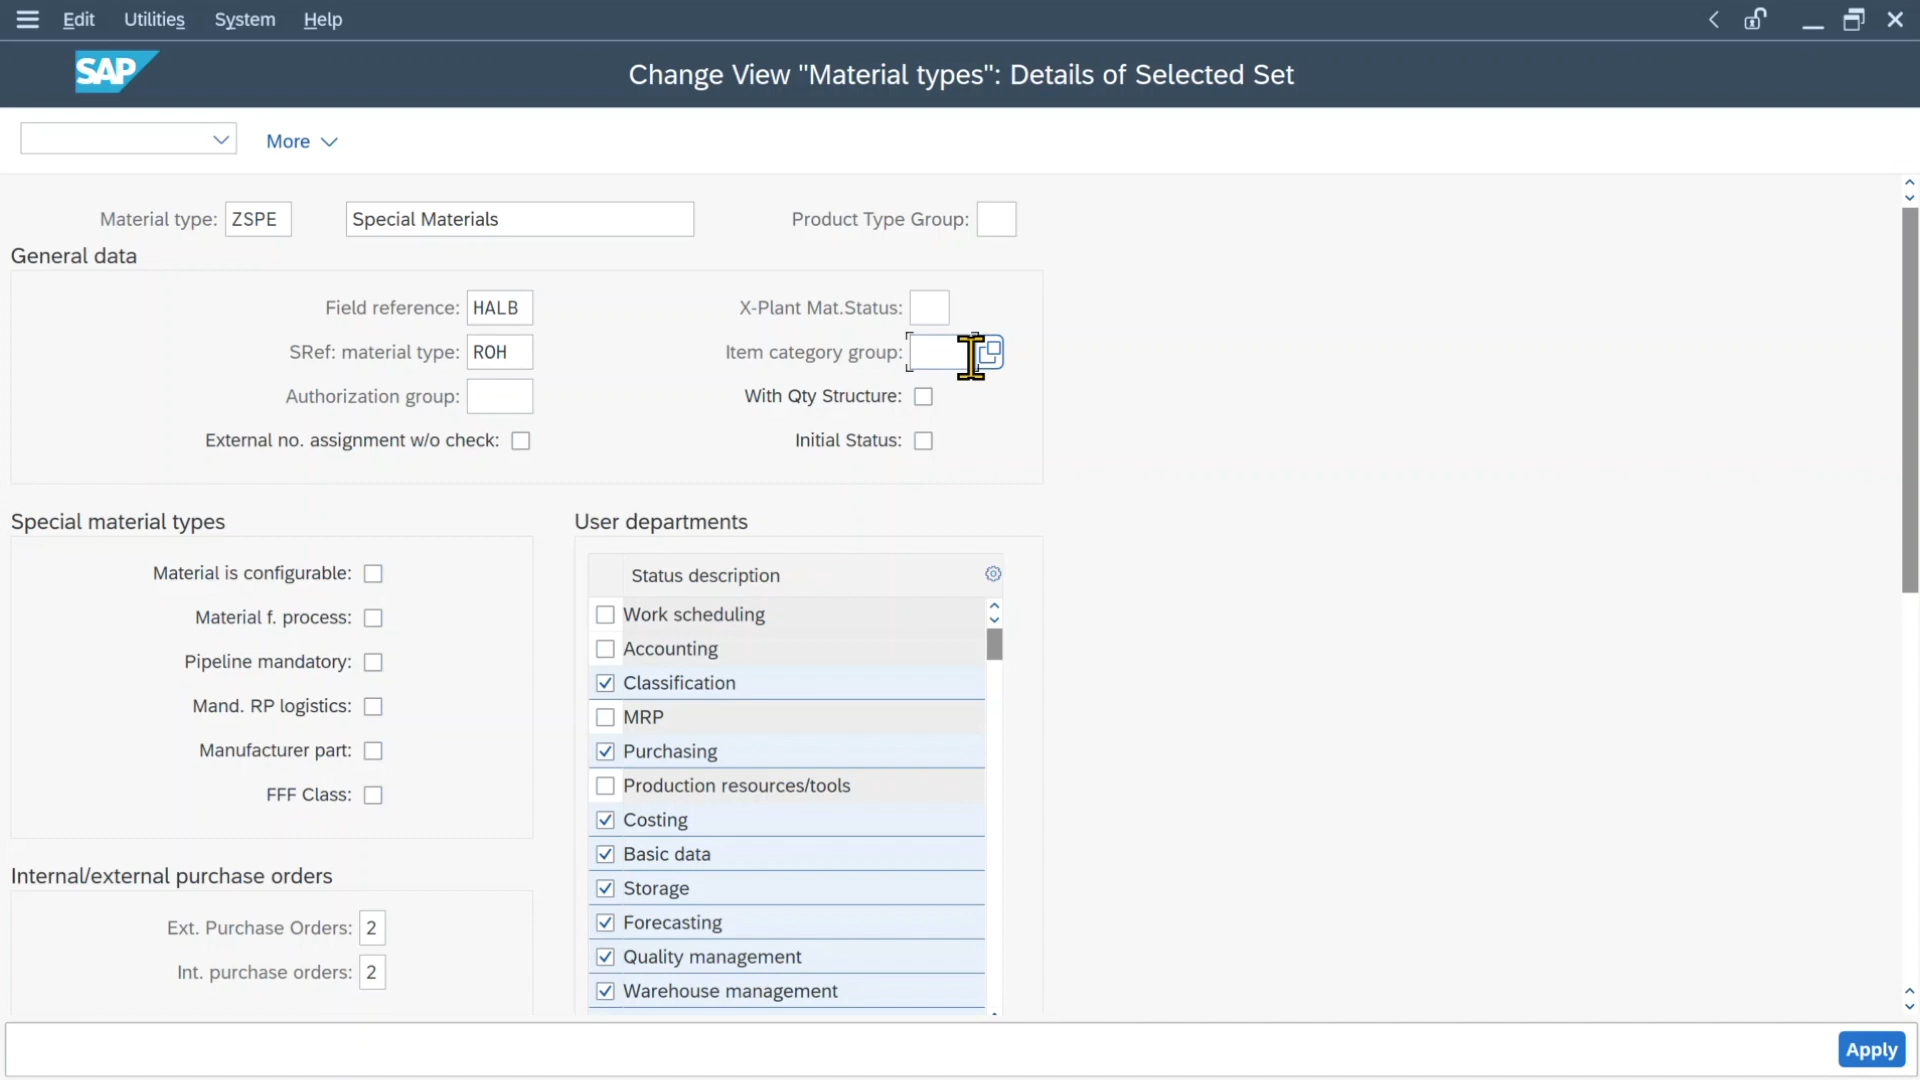 Edit Utilities System Help
SAP Change View "Material types": Details of Selected Set
More
Material type: ZSPE Special Materials Product Type Group:
General data
Field reference: HALB X-Plant Mat.Status:
SRef: material type: ROH Item category group:
Authorization group: With Qty Structure:
External no. assignment w/o check: Initial Status:
Special material types
Material is configurable:
Material f. process:
Pipeline mandatory:
Mand. RP logistics:
Manufacturer part:
FFF Class:
Internal/external purchase orders
Ext. Purchase Orders: 2
Int. purchase orders: 2
User departments
Status description
Work scheduling
Accounting
Classification
MRP
Purchasing
Production resources/tools
Costing
Basic data
Storage
Forecasting
Quality management
Warehouse management
Apply